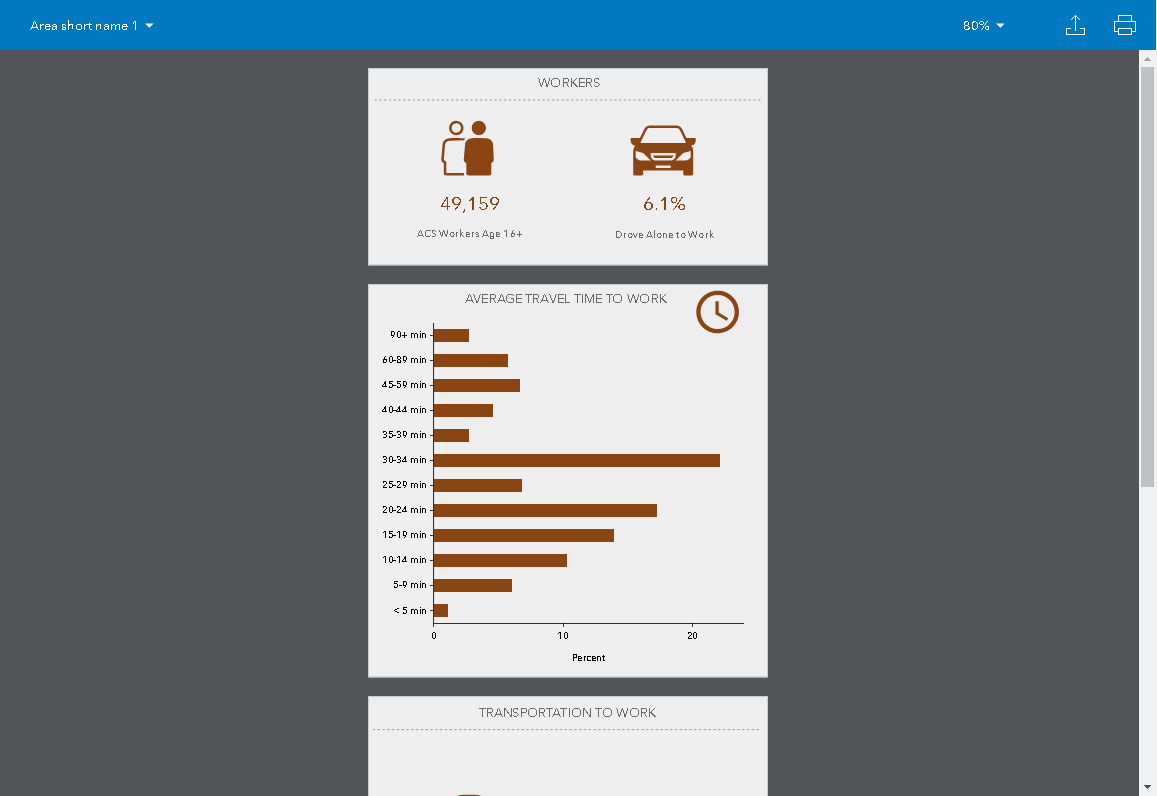 Area short name 1
80%
WORKERS
49,159
6.1%
ACS Workers Age 16+
Drove Alone to Work
AVERAGE TRAVEL TIME TO WORK
90+ min
60-89 min
45-59 min
40-44 min
35-39 min
30-34 min
25-29 min
20-24 min
15-19 min
10-14 min
5-9 min
< 5 min
0 10 20
Percent
TRANSPORTATION TO WORK